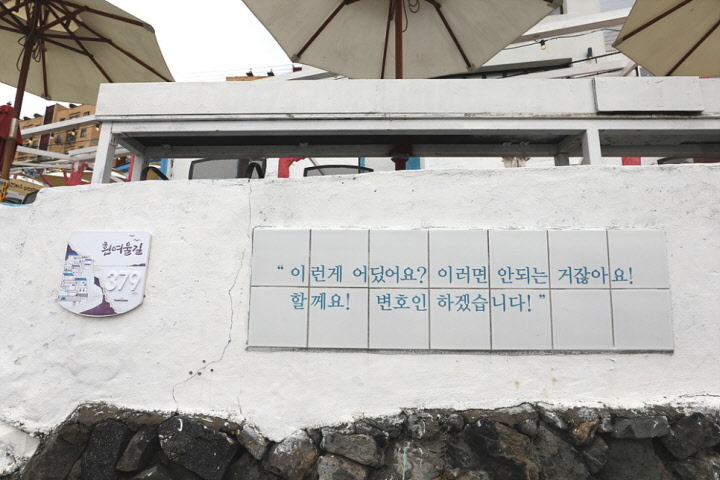 흰여울길
379
“ 이런게 어딨어요? 이러면 안되는 거잖아요!
할께요! 변호인 하겠습니다! ”